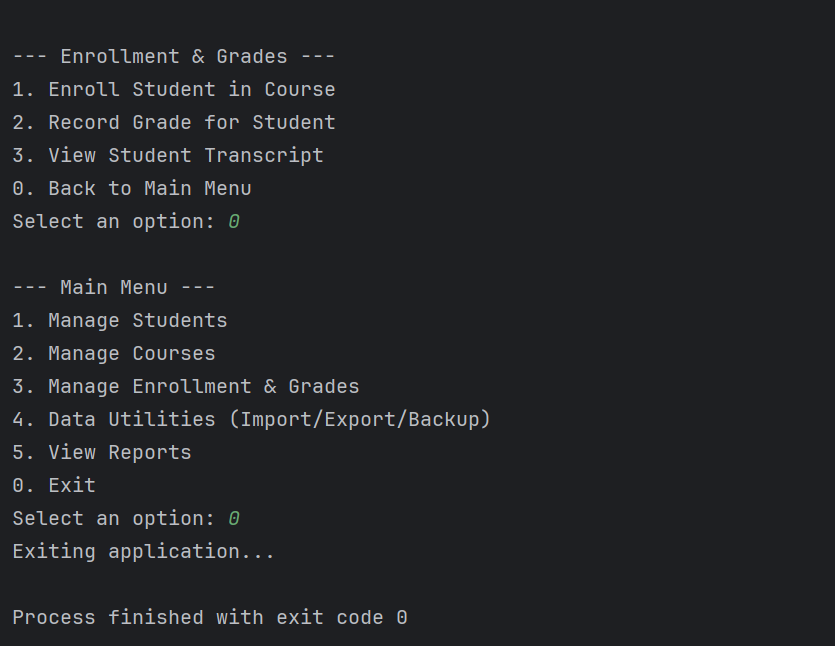 --- Enrollment & Grades ---
1. Enroll Student in Course
2. Record Grade for Student
3. View Student Transcript
0. Back to Main Menu
Select an option: 0
--- Main Menu ---
1. Manage Students
2. Manage Courses
3. Manage Enrollment & Grades
4. Data Utilities (Import/Export/Backup)
5. View Reports
0. Exit
Select an option: 0
Exiting application...
Process finished with exit code 0